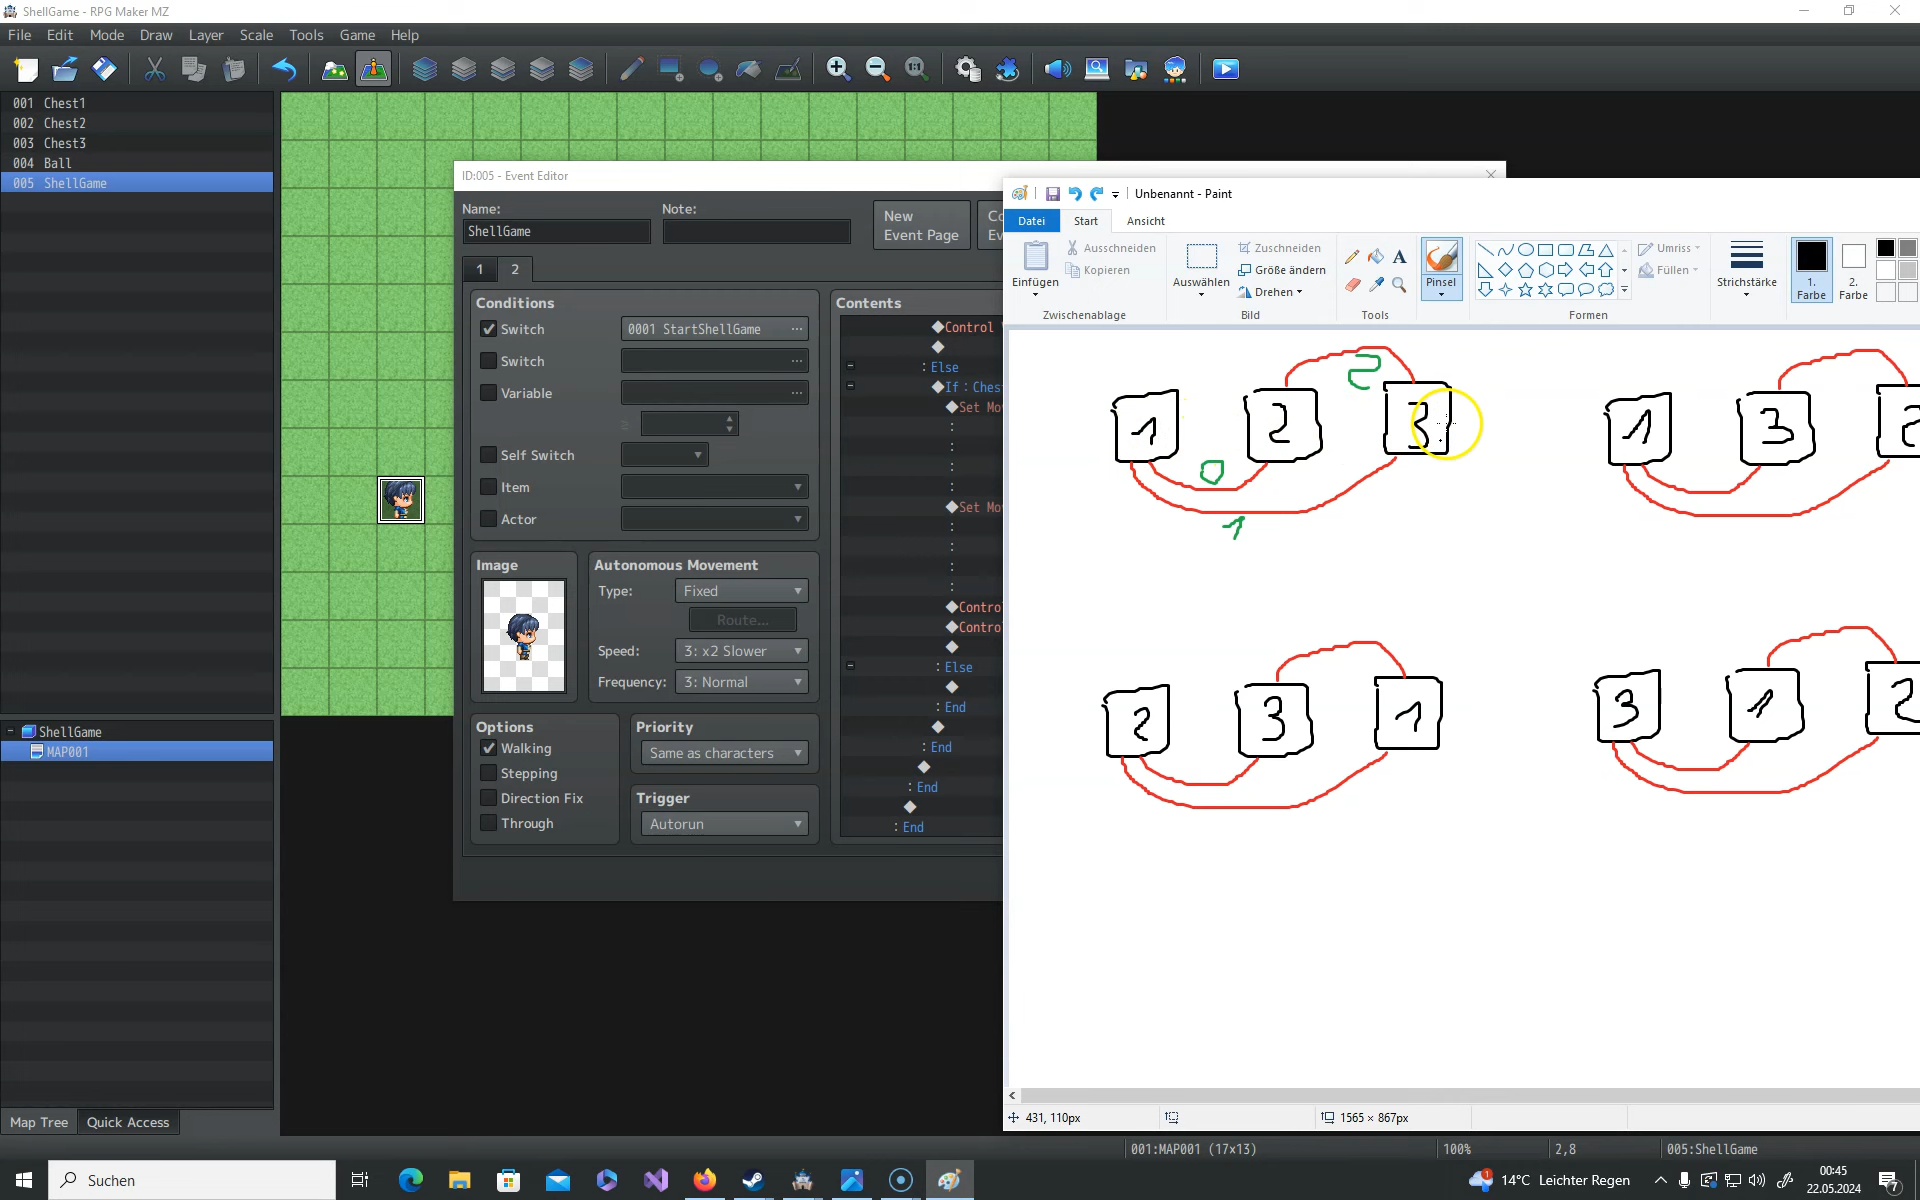 ShellGame - RPG Maker MZ
File Edit Mode Draw Layer Scale Tools Game Help
1:1
001 Chest1
002 Chest2
003 Chest3
004 Ball
005 ShellGame
ID:005 - Event Editor
Name:
Note:
ShellGame
New
Event Page
Co
Ev
1 2
Conditions
Switch 0001 StartShellGame ...
Switch ...
Variable ...
≥
Self Switch
Item
Actor
Image
Autonomous Movement
Type: Fixed
Route...
Speed: 3: x2 Slower
Frequency: 3: Normal
Options
Walking
Stepping
Direction Fix
Through
Priority
Same as characters
Trigger
Autorun
Contents
◆Control
◆
: Else
◆If : Ches
◆Set Mo
:
:
:
:
◆Set Mo
:
:
:
:
◆Contro
◆Contro
◆
: Else
◆
: End
◆
: End
◆
: End
◆
: End
Unbenannt - Paint
Datei Start Ansicht
Einfügen
Ausschneiden
Kopieren
Zwischenablage
Auswählen
Zuschneiden
Größe ändern
Drehen
Bild
A
Tools
Pinsel
Umriss
Füllen
Formen
Strichstärke
1.
Farbe
2.
Farbe
2
1 2 3
0
1
1 3 2
2 3 1
3 1 2
431, 110px
1565 × 867px
ShellGame
MAP001
Map Tree Quick Access
001:MAP001 (17x13) 100% 2,8 005:ShellGame
Suchen
1
14°C Leichter Regen
00:45
22.05.2024
7